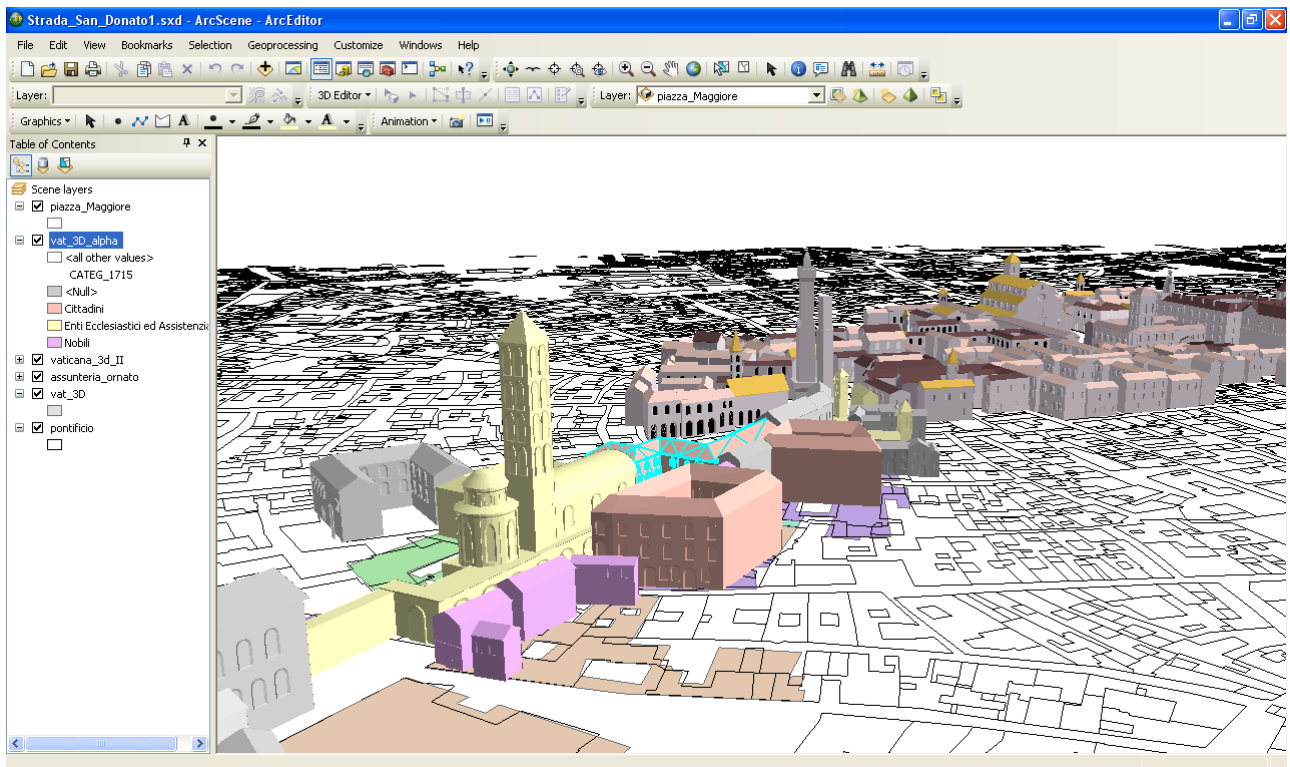 Strada_San_Donato1.sxd - ArcScene - ArcEditor
File Edit View Bookmarks Selection Geoprocessing Customize Windows Help
Layer: 3D Editor Layer: piazza_Maggiore
Graphics A A Animation
Table of Contents
Scene layers
piazza_Maggiore
vat_3D_alpha
<all other values>
CATEG_1715
<Null>
Cittadini
Enti Ecclesiastici ed Assistenzia
Nobili
vaticana_3d_II
assunteria_ornato
vat_3D
pontificio